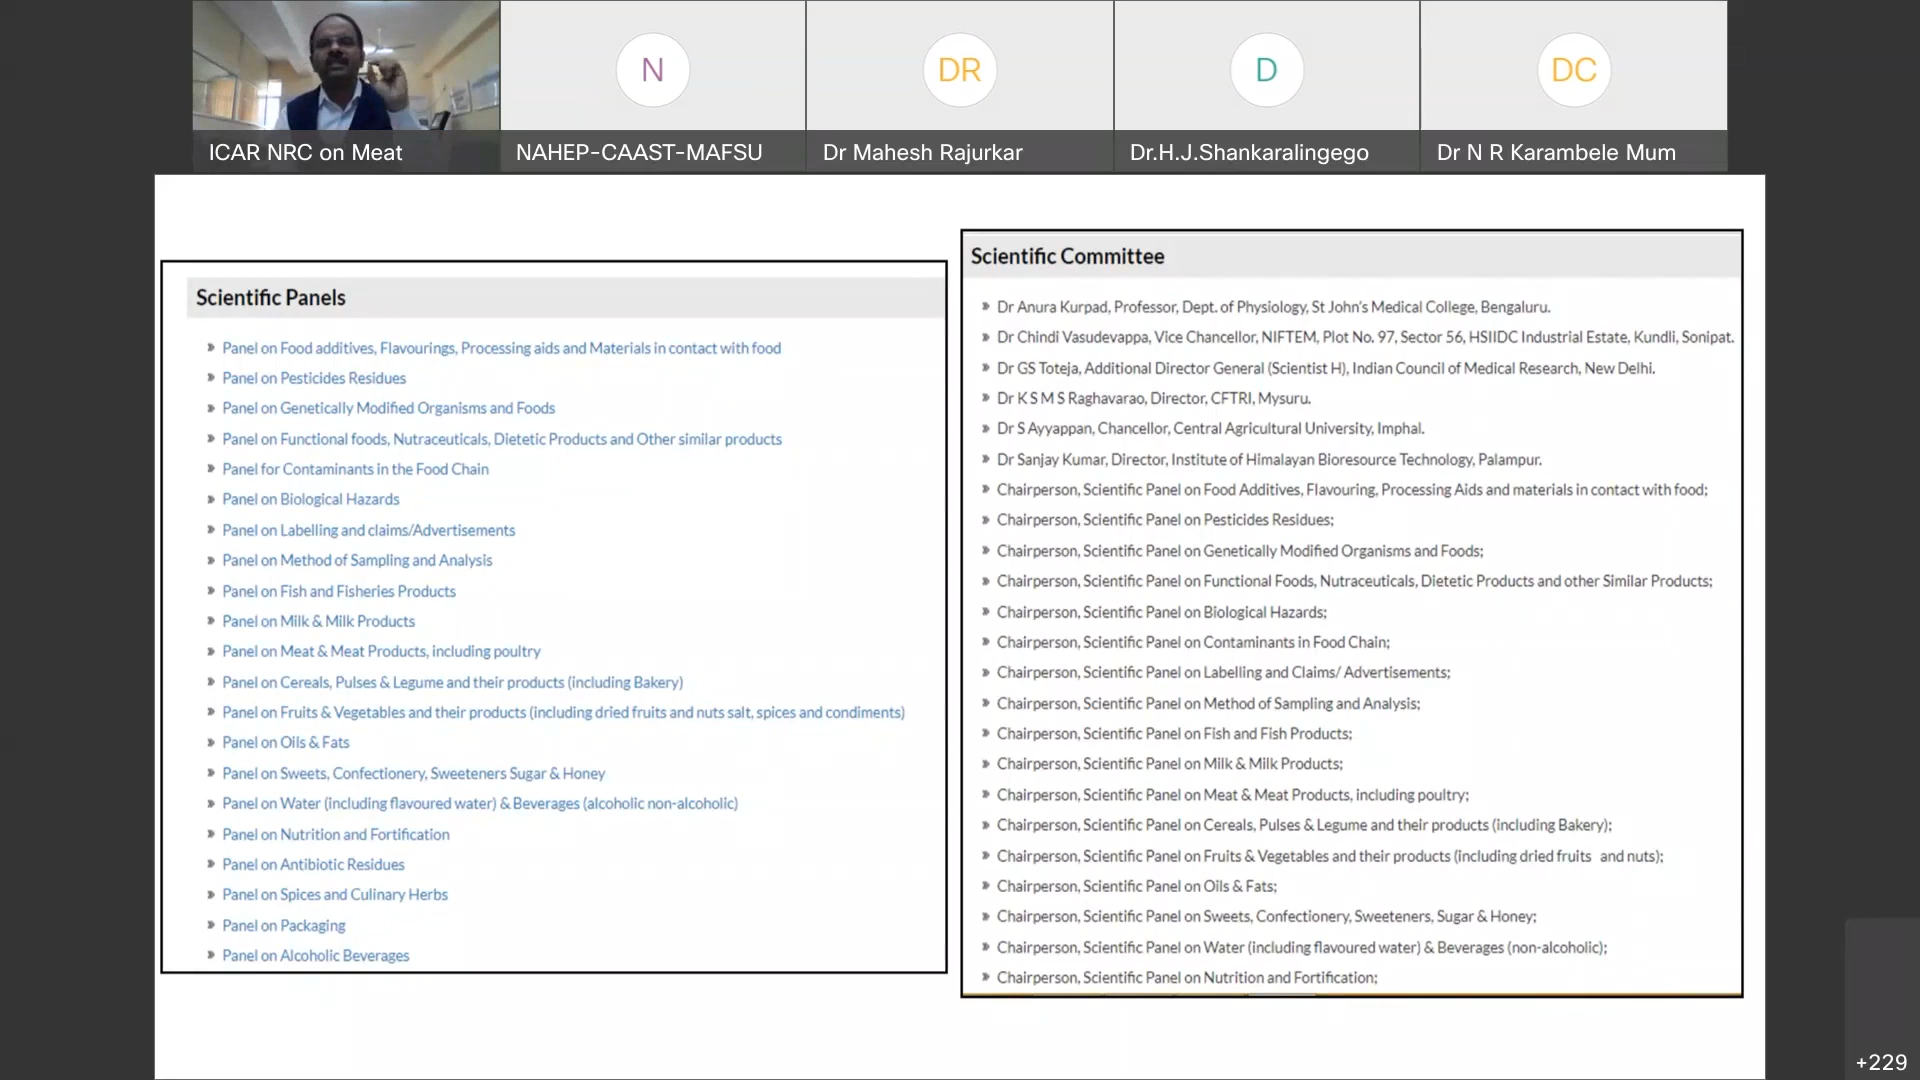 N
DR
D
DC
ICAR NRC on Meat
NAHEP-CAAST-MAFSU
Dr Mahesh Rajurkar
Dr.H.J.Shankaralingego
Dr N R Karambele Mum
Scientific Panels
Panel on Food additives, Flavourings, Processing aids and Materials in contact with food
Panel on Pesticides Residues
Panel on Genetically Modified Organisms and Foods
Panel on Functional foods, Nutraceuticals, Dietetic Products and Other similar products
Panel for Contaminants in the Food Chain
Panel on Biological Hazards
Panel on Labelling and claims/Advertisements
Panel on Method of Sampling and Analysis
Panel on Fish and Fisheries Products
Panel on Milk & Milk Products
Panel on Meat & Meat Products, including poultry
Panel on Cereals, Pulses & Legume and their products (including Bakery)
Panel on Fruits & Vegetables and their products (including dried fruits and nuts salt, spices and condiments)
Panel on Oils & Fats
Panel on Sweets, Confectionery, Sweeteners Sugar & Honey
Panel on Water (including flavoured water) & Beverages (alcoholic non-alcoholic)
Panel on Nutrition and Fortification
Panel on Antibiotic Residues
Panel on Spices and Culinary Herbs
Panel on Packaging
Panel on Alcoholic Beverages
Scientific Committee
Dr Anura Kurpad, Professor, Dept. of Physiology, St John's Medical College, Bengaluru.
Dr Chindi Vasudevappa, Vice Chancellor, NIFTEM, Plot No. 97, Sector 56, HSIIDC Industrial Estate, Kundli, Sonipat.
Dr GS Toteja, Additional Director General (Scientist H), Indian Council of Medical Research, New Delhi.
Dr K S M S Raghavarao, Director, CFTRI, Mysuru.
Dr S Ayyappan, Chancellor, Central Agricultural University, Imphal.
Dr Sanjay Kumar, Director, Institute of Himalayan Bioresource Technology, Palampur.
Chairperson, Scientific Panel on Food Additives, Flavouring, Processing Aids and materials in contact with food;
Chairperson, Scientific Panel on Pesticides Residues;
Chairperson, Scientific Panel on Genetically Modified Organisms and Foods;
Chairperson, Scientific Panel on Functional Foods, Nutraceuticals, Dietetic Products and other Similar Products;
Chairperson, Scientific Panel on Biological Hazards;
Chairperson, Scientific Panel on Contaminants in Food Chain;
Chairperson, Scientific Panel on Labelling and Claims/ Advertisements;
Chairperson, Scientific Panel on Method of Sampling and Analysis;
Chairperson, Scientific Panel on Fish and Fish Products;
Chairperson, Scientific Panel on Milk & Milk Products;
Chairperson, Scientific Panel on Meat & Meat Products, including poultry;
Chairperson, Scientific Panel on Cereals, Pulses & Legume and their products (including Bakery);
Chairperson, Scientific Panel on Fruits & Vegetables and their products (including dried fruits and nuts);
Chairperson, Scientific Panel on Oils & Fats;
Chairperson, Scientific Panel on Sweets, Confectionery, Sweeteners, Sugar & Honey;
Chairperson, Scientific Panel on Water (including flavoured water) & Beverages (non-alcoholic);
Chairperson, Scientific Panel on Nutrition and Fortification;
+229